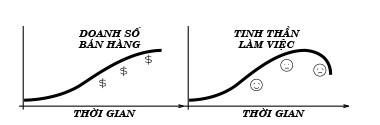 DOANH SỐ
BÁN HÀNG
$
$
$
THỜI GIAN
TINH THẦN
LÀM VIỆC
THỜI GIAN